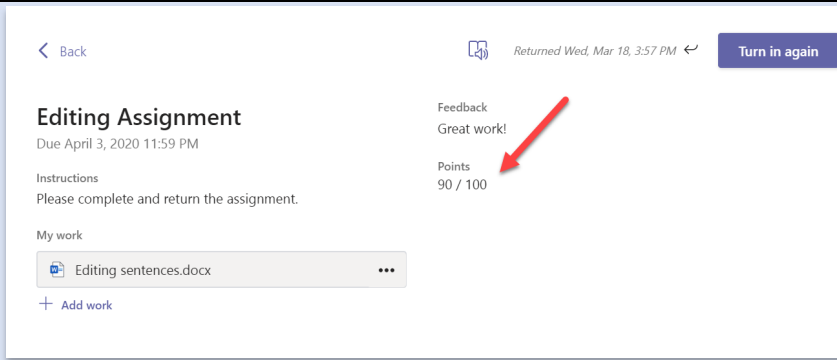 Back
Returned Wed, Mar 18, 3:57 PM
Turn in again
Editing Assignment
Due April 3, 2020 11:59 PM
Instructions
Please complete and return the assignment.
My work
Editing sentences.docx
Add work
Feedback
Great work!
Points
90 / 100